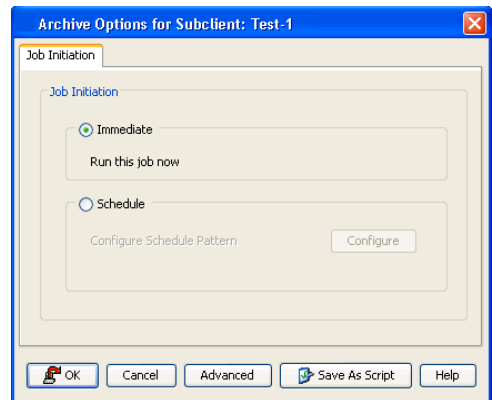 Archive Options for Subclient: Test-1
Job Initiation
Job Initiation
Immediate
Run this job now
Schedule
Configure Schedule Pattern Configure
OK Cancel Advanced Save As Script Help